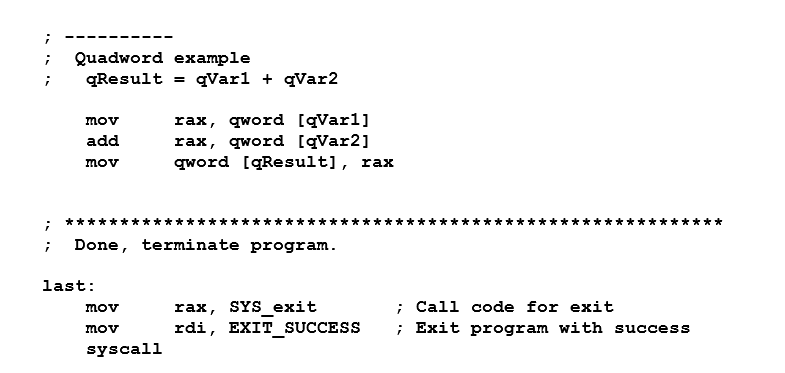 ; ----------
;  Quadword example
;   qResult = qVar1 + qVar2
    mov     rax, qword [qVar1]
    add     rax, qword [qVar2]
    mov     qword [qResult], rax
; ************************************************************
;  Done, terminate program.
last:
    mov     rax, SYS_exit       ; Call code for exit
    mov     rdi, EXIT_SUCCESS   ; Exit program with success
    syscall